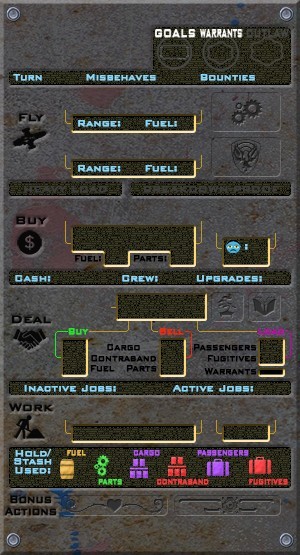 GOALS WARRANTS OUTLAW
TURN MISBEHAVES BOUNTIES
FLY
RANGE: FUEL:
RANGE: FUEL:
BUY
FUEL: PARTS:
:
CASH: CREW: UPGRADES:
DEAL
BUY SELL
CARGO PASSENGERS
CONTRABAND FUGITIVES
FUEL PARTS WARRANTS
INACTIVE JOBS: ACTIVE JOBS:
WORK
HOLD/ FUEL CARGO PASSENGERS
STASH
USED: PARTS CONTRABAND FUGITIVES
BONUS
ACTIONS